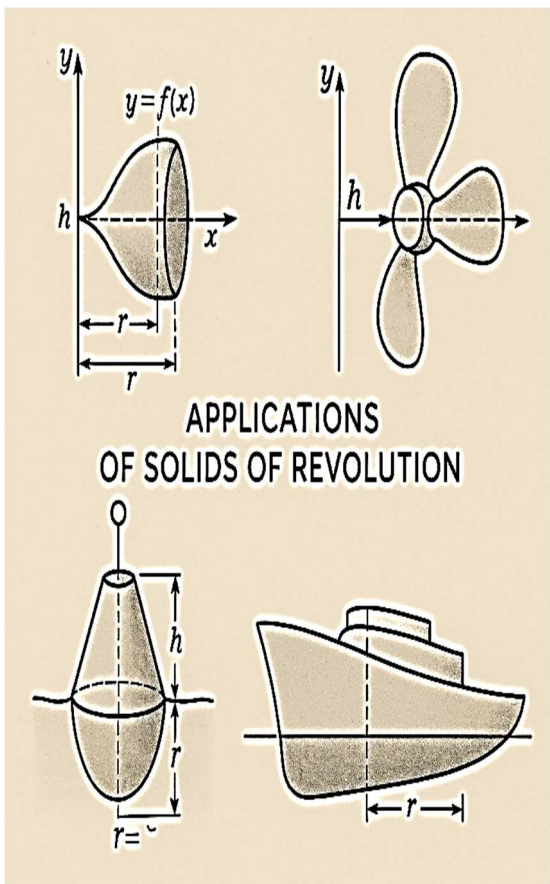 y
y=f(x)
h
x
r
r
y
h
APPLICATIONS
OF SOLIDS OF REVOLUTION
h
r
r=
r